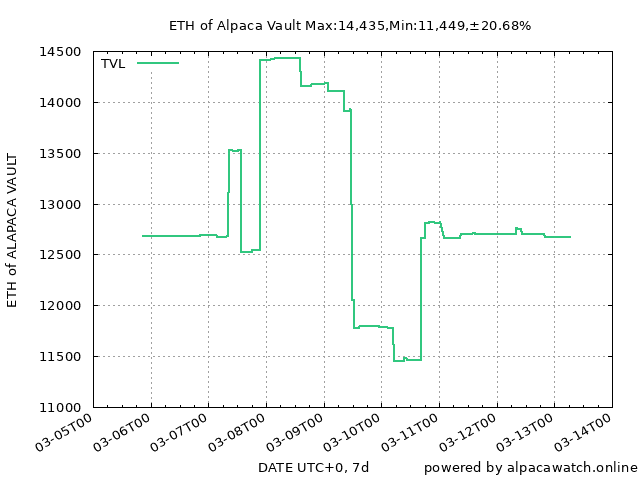 ETH of Alpaca Vault Max:14,435,Min:11,449,±20.68%
TVL
14500
14000
13500
13000
12500
12000
11500
11000
ETH of ALAPACA VAULT
03-05T00
03-06T00
03-07T00
03-08T00
03-09T00
03-10T00
03-11T00
03-12T00
03-13T00
03-14T00
DATE UTC+0, 7d
powered by alpacawatch.online